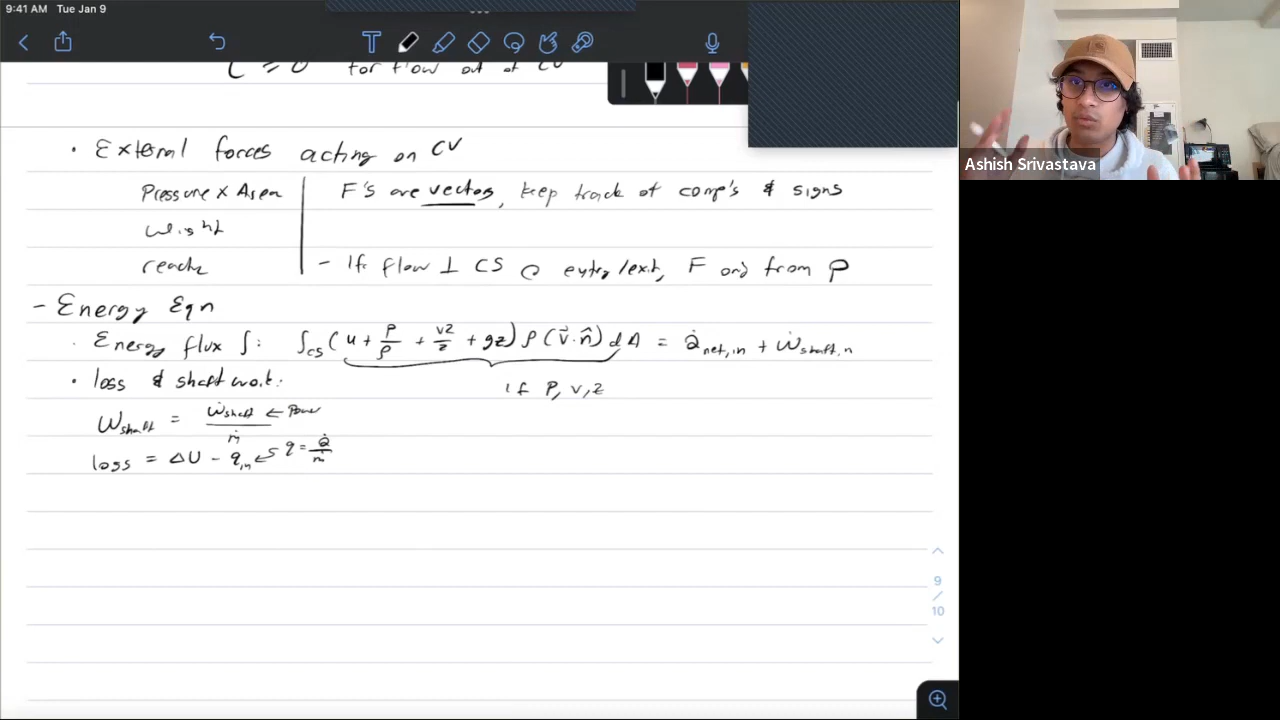 9:41 AM Tue Jan 9
Ashish Srivastava
for flow out of CV
• External forces acting on CV
Pressure x Area
F's are vectors, keep track of comp's & signs
Weight
- If flow ⊥ CS @ entry/exit, F only from P
- Energy Eqn
• Energy flux ∫: ∫cs (u + P/ρ + v²/2 + gz) ρ (v⃗·n̂) dA = Q̇net,in + Ẇshaft,in
• loss & shaft work:
If P, v, z
Wshaft = Ẇshaft/ṁ ← Power
loss = ΔU - qin ← q = Q̇/ṁ
9
/
10